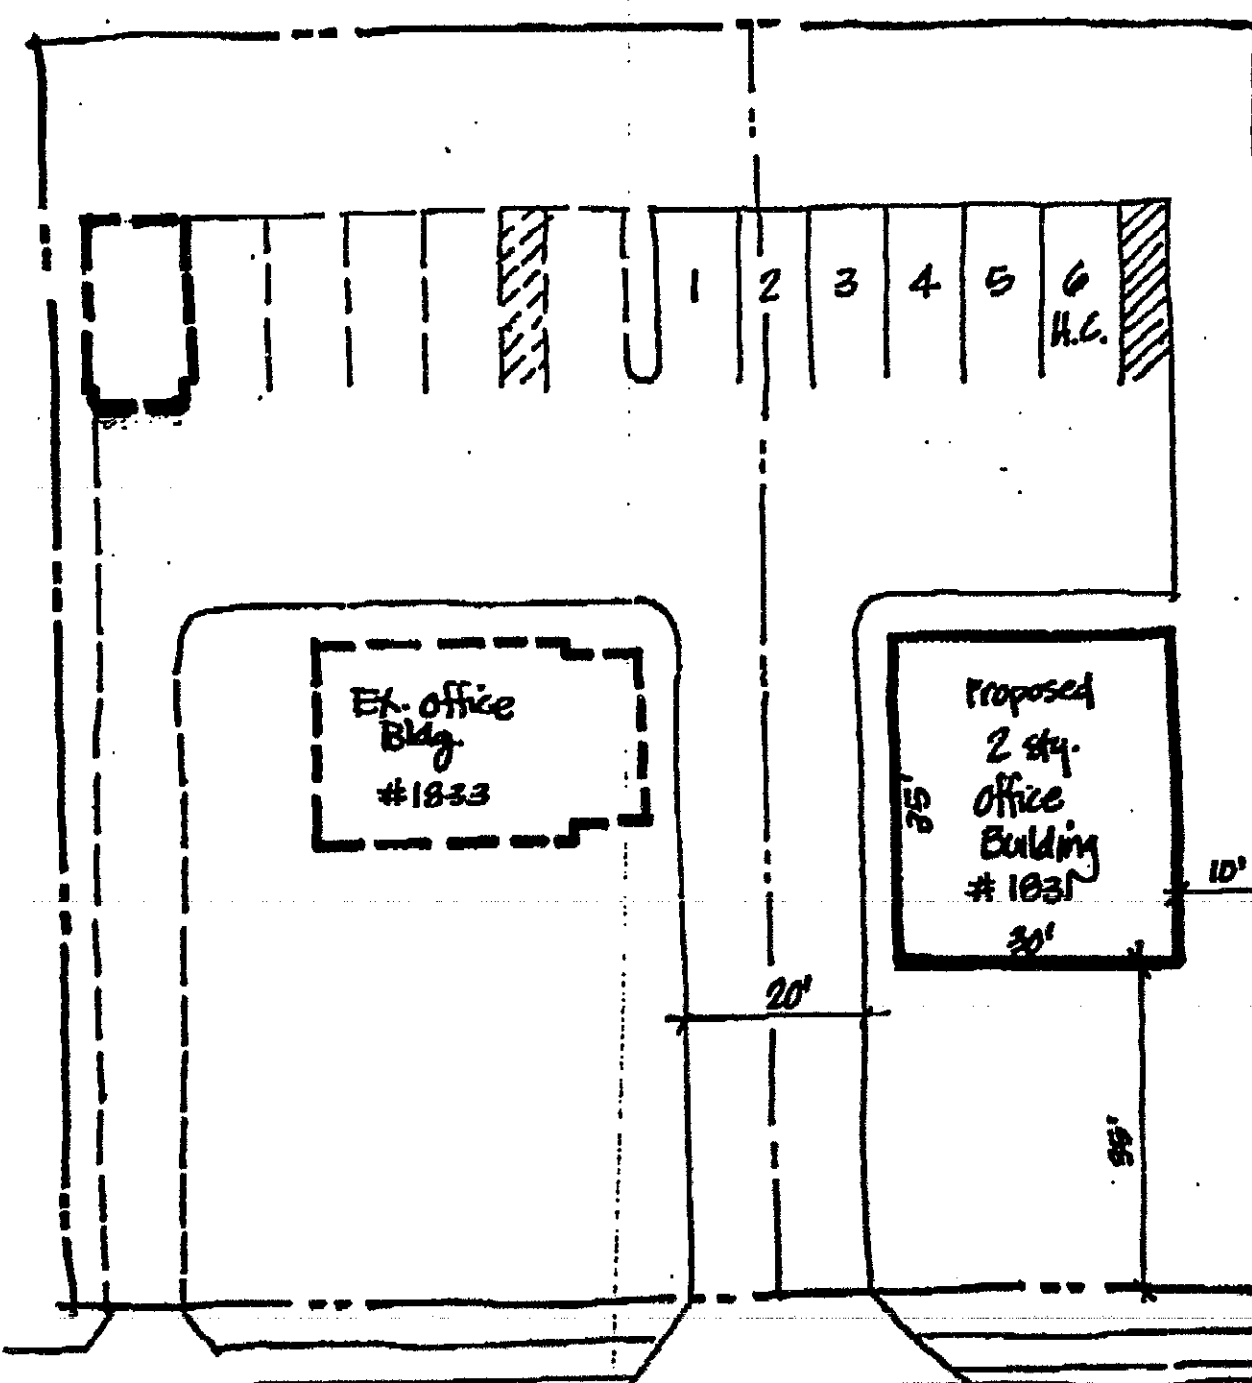 1 2 3 4 5 6
H.C.
Ex. office
Bldg.
#1833
Proposed
2 sty.
office
Building
# 1831
35'
30'
10'
20'
35'